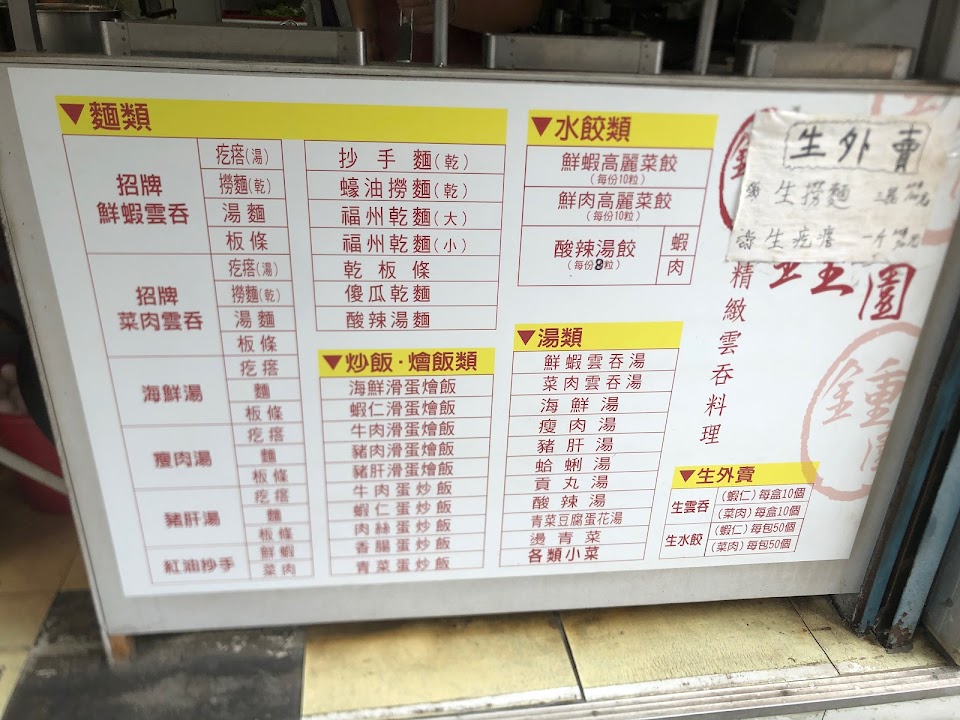 ▼麵類
招牌
鮮蝦雲吞
疙瘩(湯)
撈麵(乾)
湯麵
板條
招牌
菜肉雲吞
疙瘩(湯)
撈麵(乾)
湯麵
板條
海鮮湯
疙瘩
麵
板條
瘦肉湯
疙瘩
麵
板條
豬肝湯
疙瘩
麵
板條
紅油抄手
鮮蝦
菜肉
抄手麵(乾)
蠔油撈麵(乾)
福州乾麵(大)
福州乾麵(小)
乾板條
傻瓜乾麵
酸辣湯麵
▼炒飯·燴飯類
海鮮滑蛋燴飯
蝦仁滑蛋燴飯
牛肉滑蛋燴飯
豬肉滑蛋燴飯
豬肝滑蛋燴飯
牛肉蛋炒飯
蝦仁蛋炒飯
肉絲蛋炒飯
香腸蛋炒飯
青菜蛋炒飯
▼水餃類
鮮蝦高麗菜餃
(每份10粒)
鮮肉高麗菜餃
(每份10粒)
酸辣湯餃
(每份8粒)
蝦
肉
▼湯類
鮮蝦雲吞湯
菜肉雲吞湯
海鮮湯
瘦肉湯
豬肝湯
蛤蜊湯
貢丸湯
酸辣湯
青菜豆腐蛋花湯
燙青菜
各類小菜
生外賣
生撈麵
生疙瘩
園
精緻雲吞料理
鍾園
▼生外賣
生雲吞
(蝦仁)每盒10個
(菜肉)每盒10個
生水餃
(蝦仁)每包50個
(菜肉)每包50個